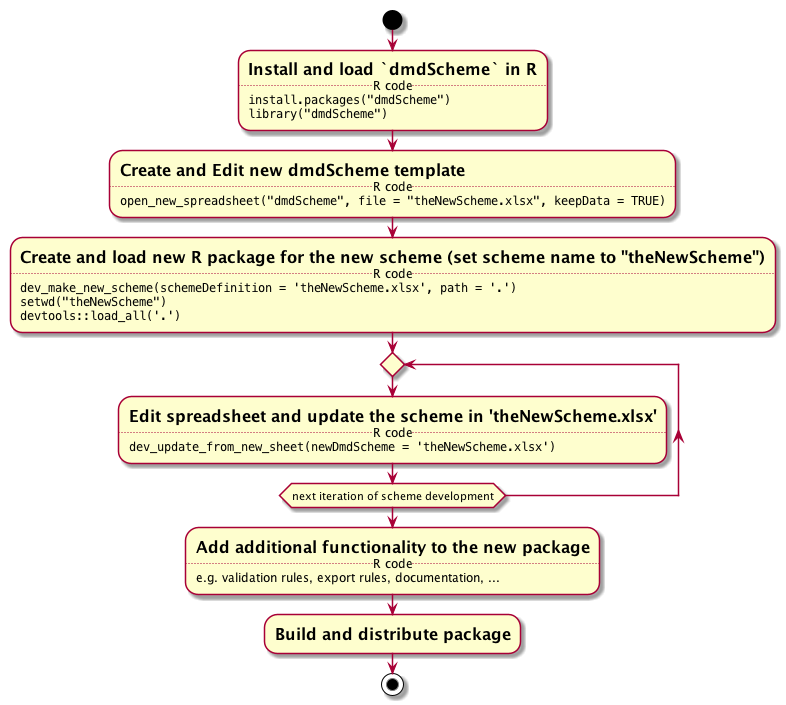 Install and load `dmdScheme` in R
R code
install.packages("dmdScheme")
library("dmdScheme")
Create and Edit new dmdScheme template
R code
open_new_spreadsheet("dmdScheme", file = "theNewScheme.xlsx", keepData = TRUE)
Create and load new R package for the new scheme (set scheme name to "theNewScheme")
R code
dev_make_new_scheme(schemeDefinition = 'theNewScheme.xlsx', path = '.')
setwd("theNewScheme")
devtools::load_all('.')
Edit spreadsheet and update the scheme in 'theNewScheme.xlsx'
R code
dev_update_from_new_sheet(newDmdScheme = 'theNewScheme.xlsx')
next iteration of scheme development
Add additional functionality to the new package
R code
e.g. validation rules, export rules, documentation, ...
Build and distribute package